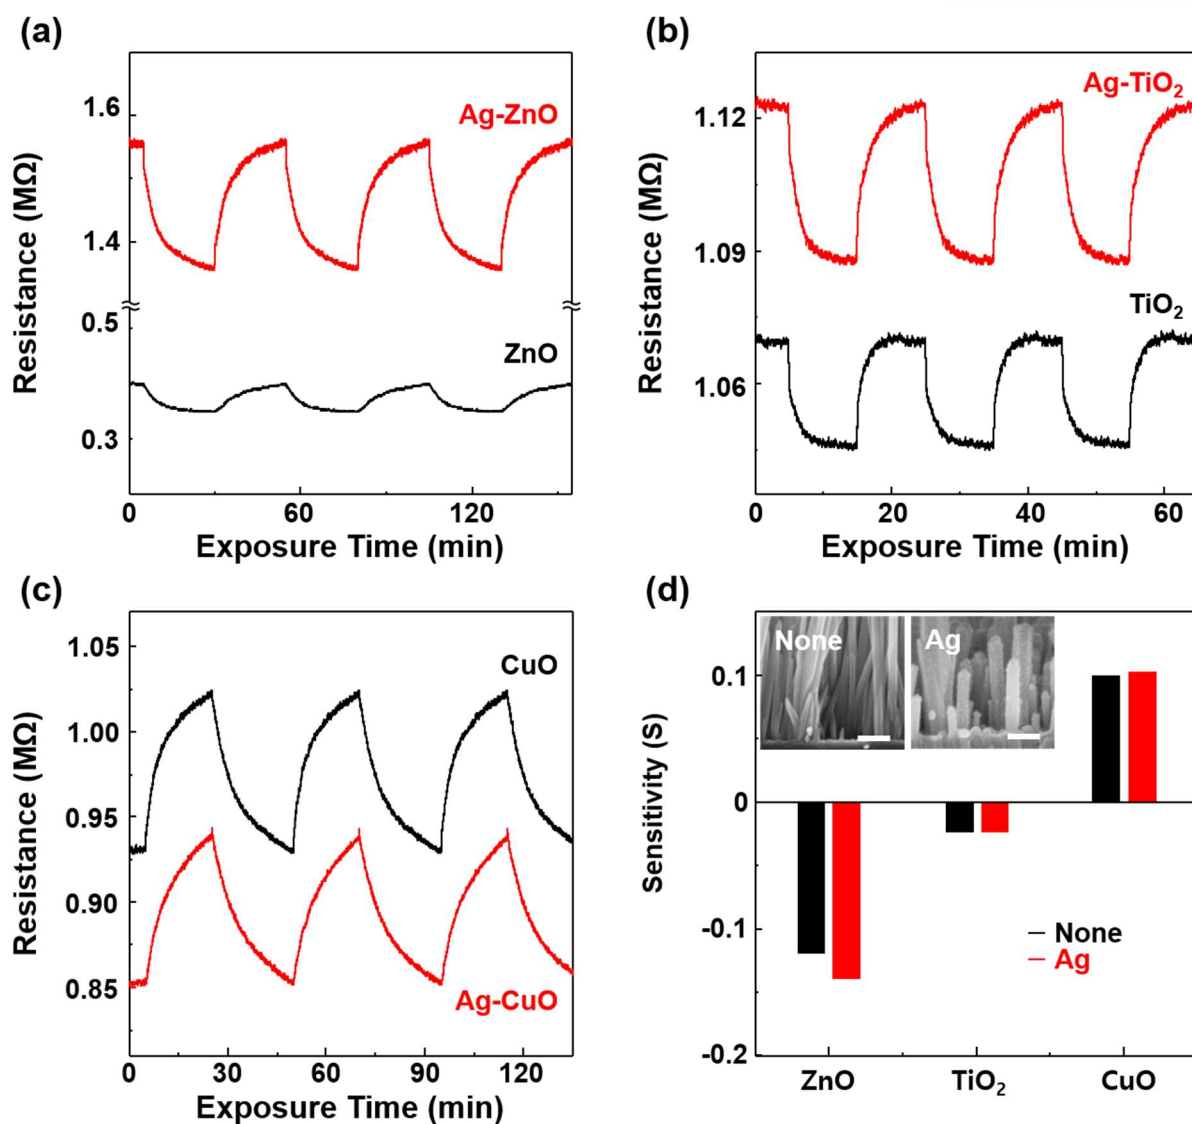 (a)
Ag-ZnO
ZnO
Resistance (MΩ)
1.6
1.4
0.5
0.3
0
60
120
Exposure Time (min)
(b)
Ag-TiO₂
TiO₂
Resistance (MΩ)
1.12
1.09
1.06
0
20
40
60
Exposure Time (min)
(c)
CuO
Ag-CuO
Resistance (MΩ)
1.05
1.00
0.95
0.90
0.85
0
30
60
90
120
Exposure Time (min)
(d)
None
Ag
Sensitivity (S)
0.1
0
-0.1
-0.2
None
Ag
ZnO
TiO₂
CuO